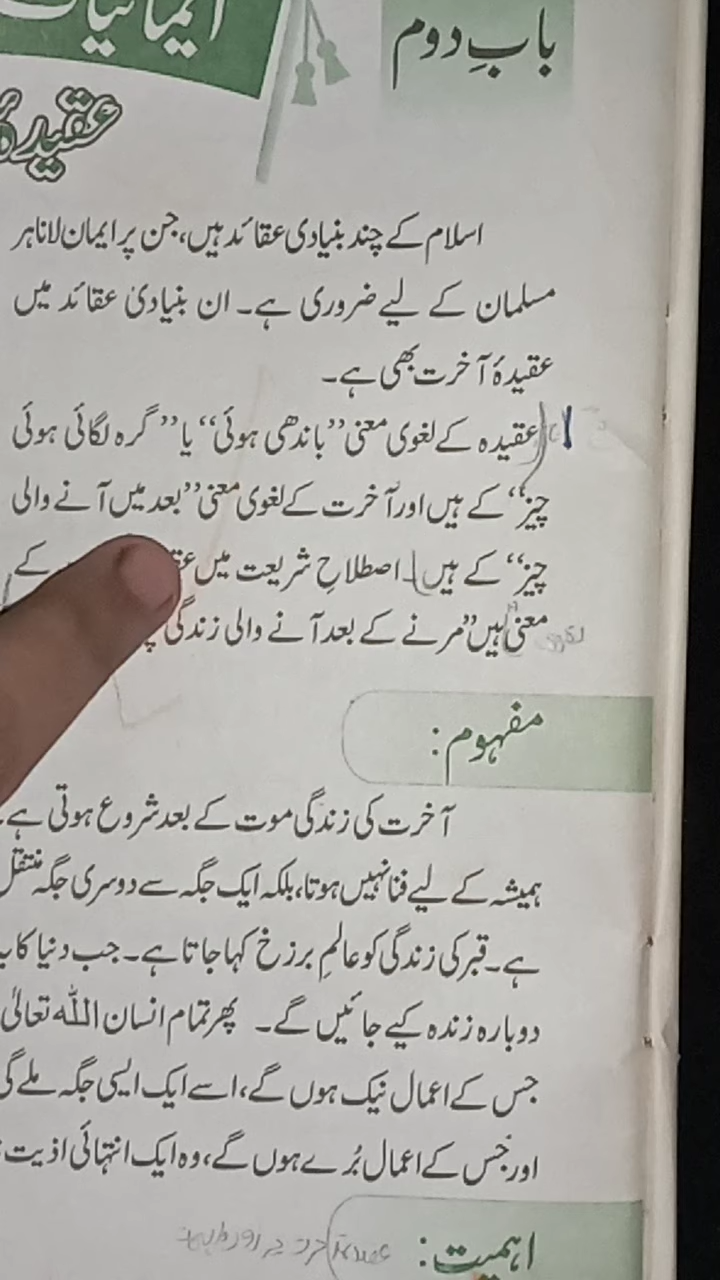 باب دوم
ایمانیات
عقیدہٴ
اسلام کے چند بنیادی عقائد ہیں، جن پر ایمان لانا ہر
مسلمان کے لیے ضروری ہے۔ ان بنیادی عقائد میں
عقیدۂ آخرت بھی ہے۔
1 عقیدہ کے لغوی معنی ”باندھی ہوئی“ یا ”گرہ لگائی ہوئی
چیز“ کے ہیں اور آخرت کے لغوی معنی ”بعد میں آنے والی
چیز“ کے ہیں۔ اصطلاحِ شریعت میں کے
معنی ہیں ”مرنے کے بعد آنے والی زندگی
مفہوم:
آخرت کی زندگی موت کے بعد شروع ہوتی ہے۔
ہمیشہ کے لیے فنا نہیں ہوتا، بلکہ ایک جگہ سے دوسری جگہ منتقل
ہے۔ قبر کی زندگی کو عالمِ برزخ کہا جاتا ہے۔ جب دنیا کا
دوبارہ زندہ کیے جائیں گے۔ پھر تمام انسان اللہ تعالیٰ
جس کے اعمال نیک ہوں گے، اسے ایک ایسی جگہ ملے گی
اور جس کے اعمال بُرے ہوں گے، وہ ایک انتہائی اذیت
اہمیت: